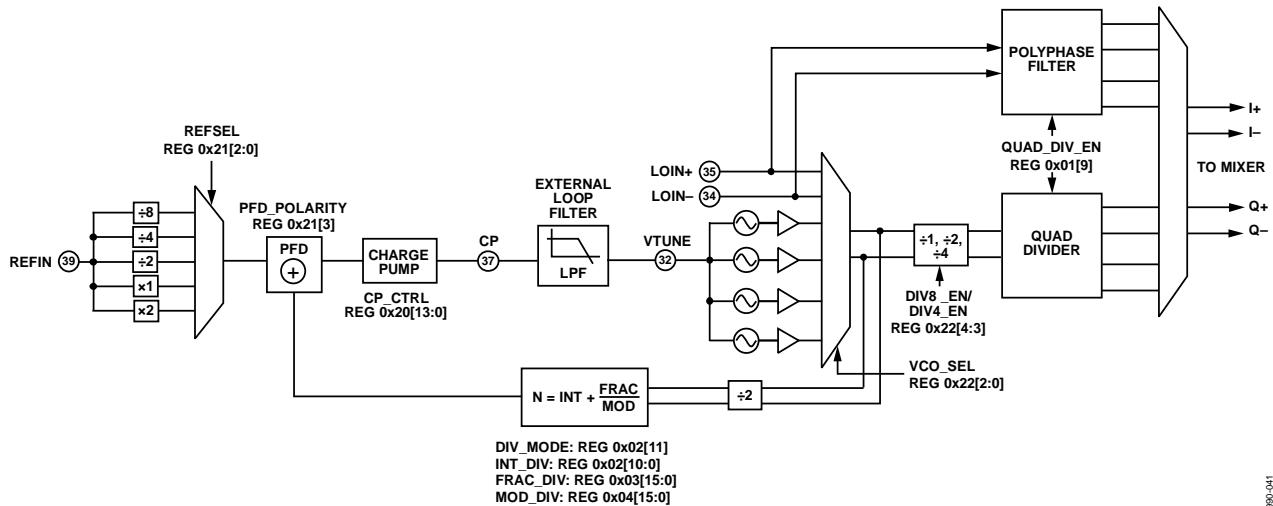 REFSEL
REG 0x21[2:0]
REFIN
39
÷8
÷4
÷2
×1
×2
PFD_POLARITY
REG 0x21[3]
PFD
+
CHARGE
PUMP
CP_CTRL
REG 0x20[13:0]
CP
37
EXTERNAL
LOOP
FILTER
LPF
VTUNE
32
LOIN+
35
LOIN–
34
POLYPHASE
FILTER
QUAD_DIV_EN
REG 0x01[9]
QUAD
DIVIDER
÷1, ÷2,
÷4
DIV8 _EN/
DIV4_EN
REG 0x22[4:3]
VCO_SEL
REG 0x22[2:0]
I+
I–
TO MIXER
Q+
Q–
÷2
N = INT + FRAC
MOD
DIV_MODE: REG 0x02[11]
INT_DIV: REG 0x02[10:0]
FRAC_DIV: REG 0x03[15:0]
MOD_DIV: REG 0x04[15:0]